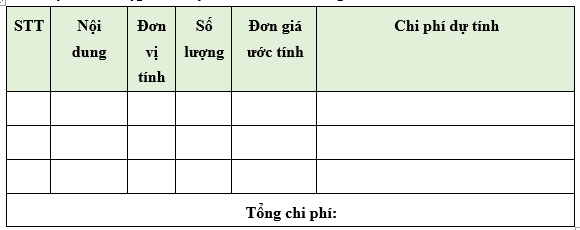 STT
Nội
dung
Đơn
vị
tính
Số
lượng
Đơn giá
ước tính
Chi phí dự tính
Tổng chi phí: